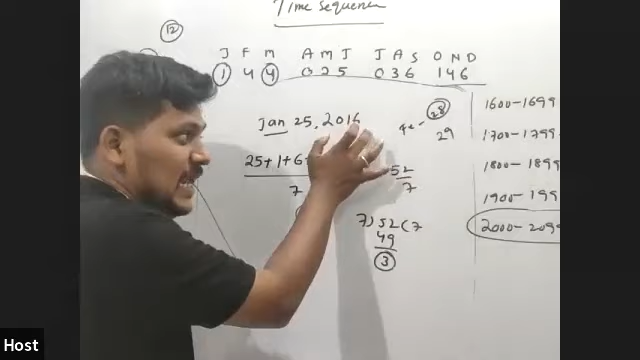 Time Sequence
12
J F M A M J J A S O N D
1 4 4 0 2 5 0 3 6 1 4 6
Jan 25, 2016
28
29
25+1+6
7
52
7
7) 52 (7
49
3
1600-1699
1700-1799
1800-1899
1900-199
2000-2099
Host